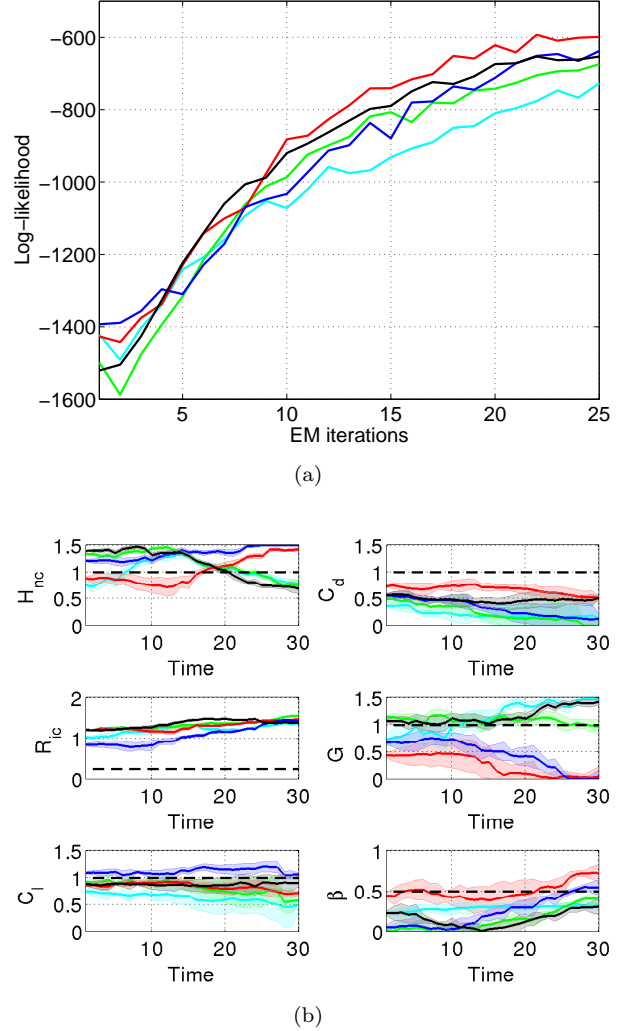 −600
−800
−1000
−1200
−1400
−1600
Log−likelihood
5 10 15 20 25
EM iterations
(a)
1.5
1
0.5
0
H_nc
10 20 30
Time
1.5
1
0.5
0
C_d
10 20 30
Time
2
1
0
R_ic
10 20 30
Time
1.5
1
0.5
0
G
10 20 30
Time
1.5
1
0.5
0
C_l
10 20 30
Time
1
0.5
0
β
10 20 30
Time
(b)